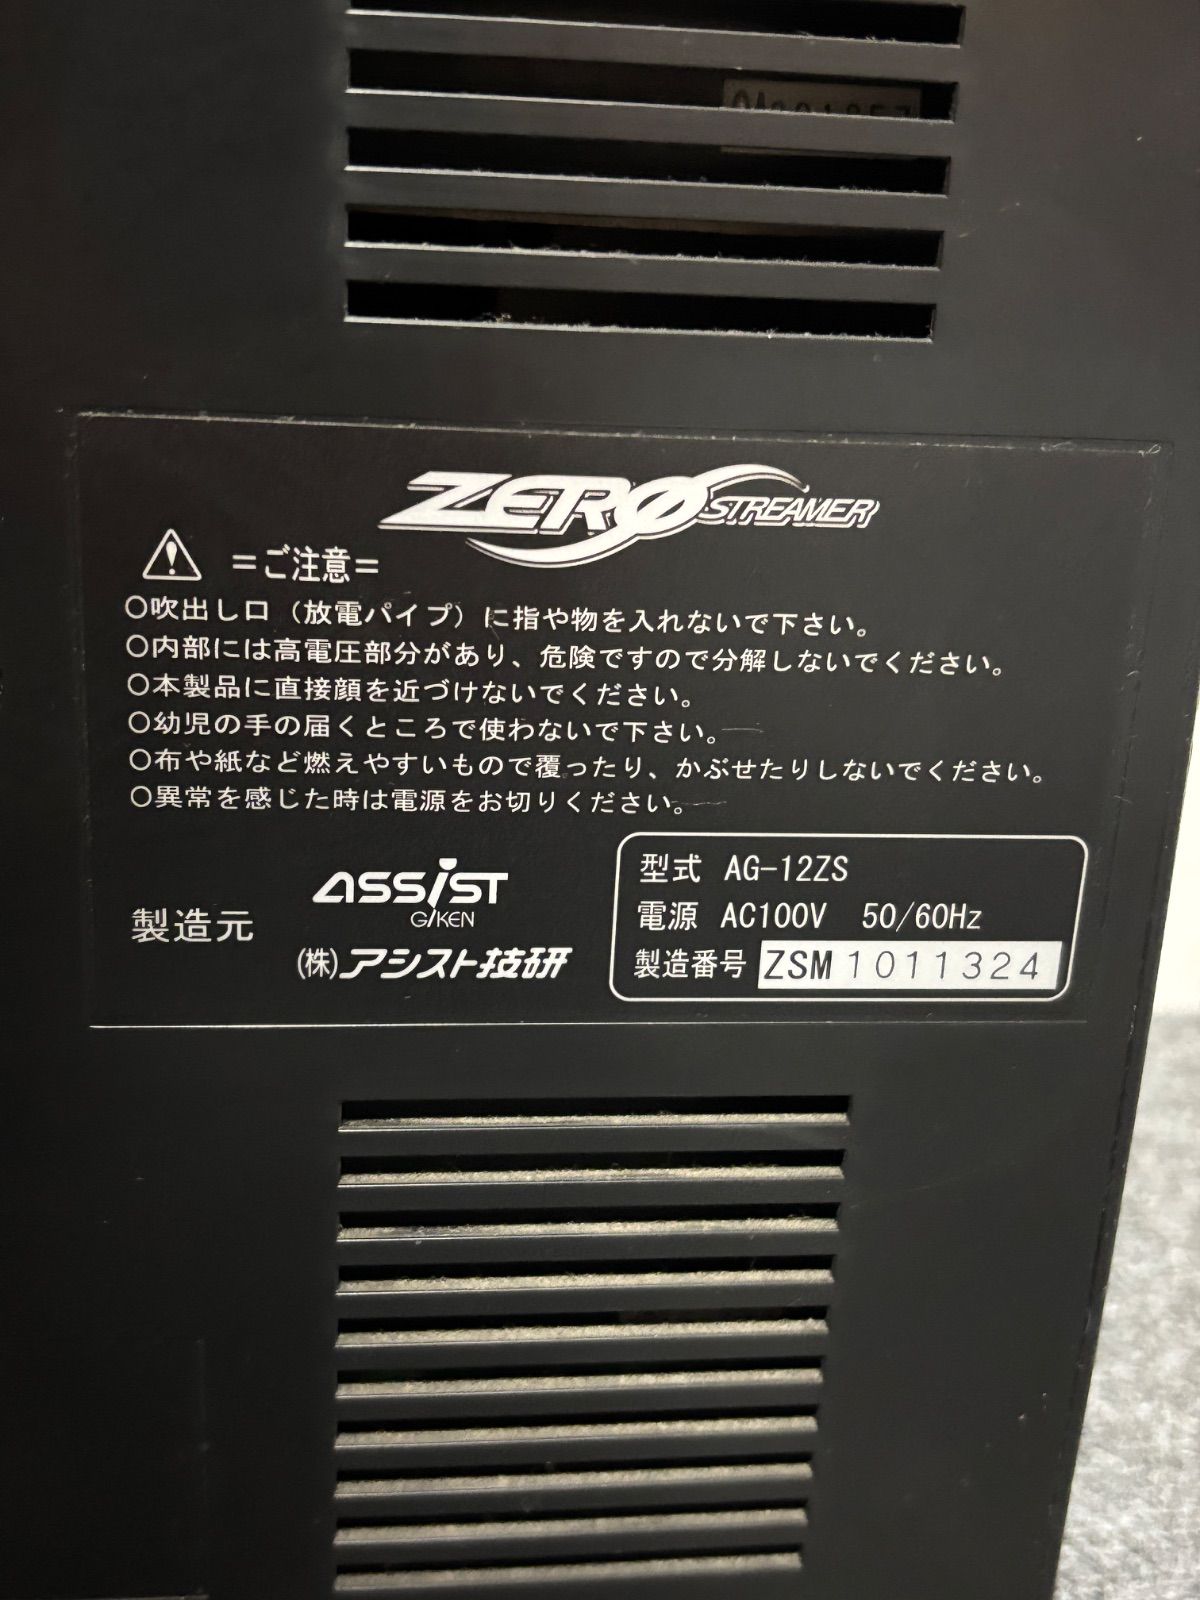 ZERO STREAMER
=ご注意=
○吹出し口（放電パイプ）に指や物を入れないで下さい。
○内部には高電圧部分があり、危険ですので分解しないでください。
○本製品に直接顔を近づけないでください。
○幼児の手の届くところで使わないで下さい。
○布や紙など燃えやすいもので覆ったり、かぶせたりしないでください。
○異常を感じた時は電源をお切りください。
製造元
ASSIST
G/KEN
(株)アシスト技研
型式 AG-12ZS
電源 AC100V 50/60Hz
製造番号 ZSM 1011324